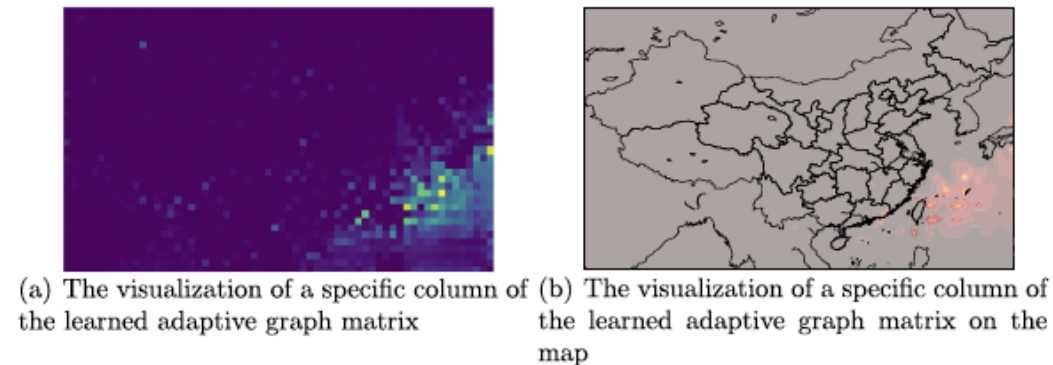 (a) The visualization of a specific column of
the learned adaptive graph matrix
(b) The visualization of a specific column of
the learned adaptive graph matrix on the
map